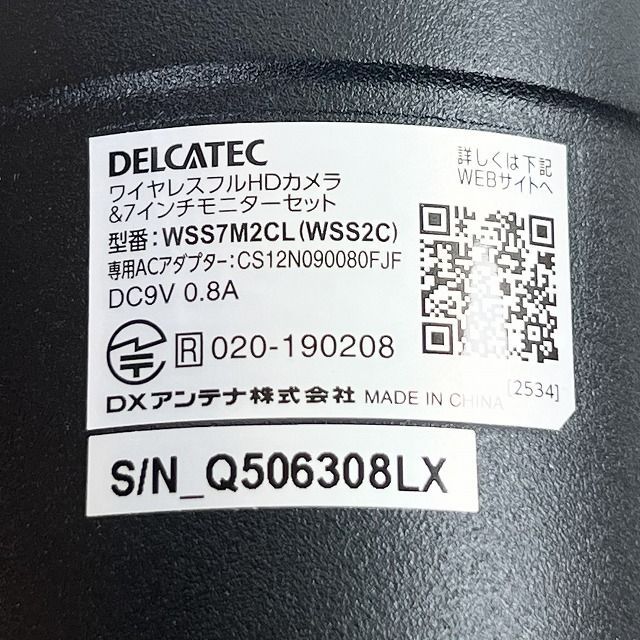 DELCATEC
ワイヤレスフルHDカメラ
&7インチモニターセット
型番:WSS7M2CL(WSS2C)
専用ACアダプター:CS12N090080FJF
DC9V 0.8A
詳しくは下記
WEBサイトへ
R 020-190208
DXアンテナ株式会社 MADE IN CHINA
[2534]
S/N_Q506308LX